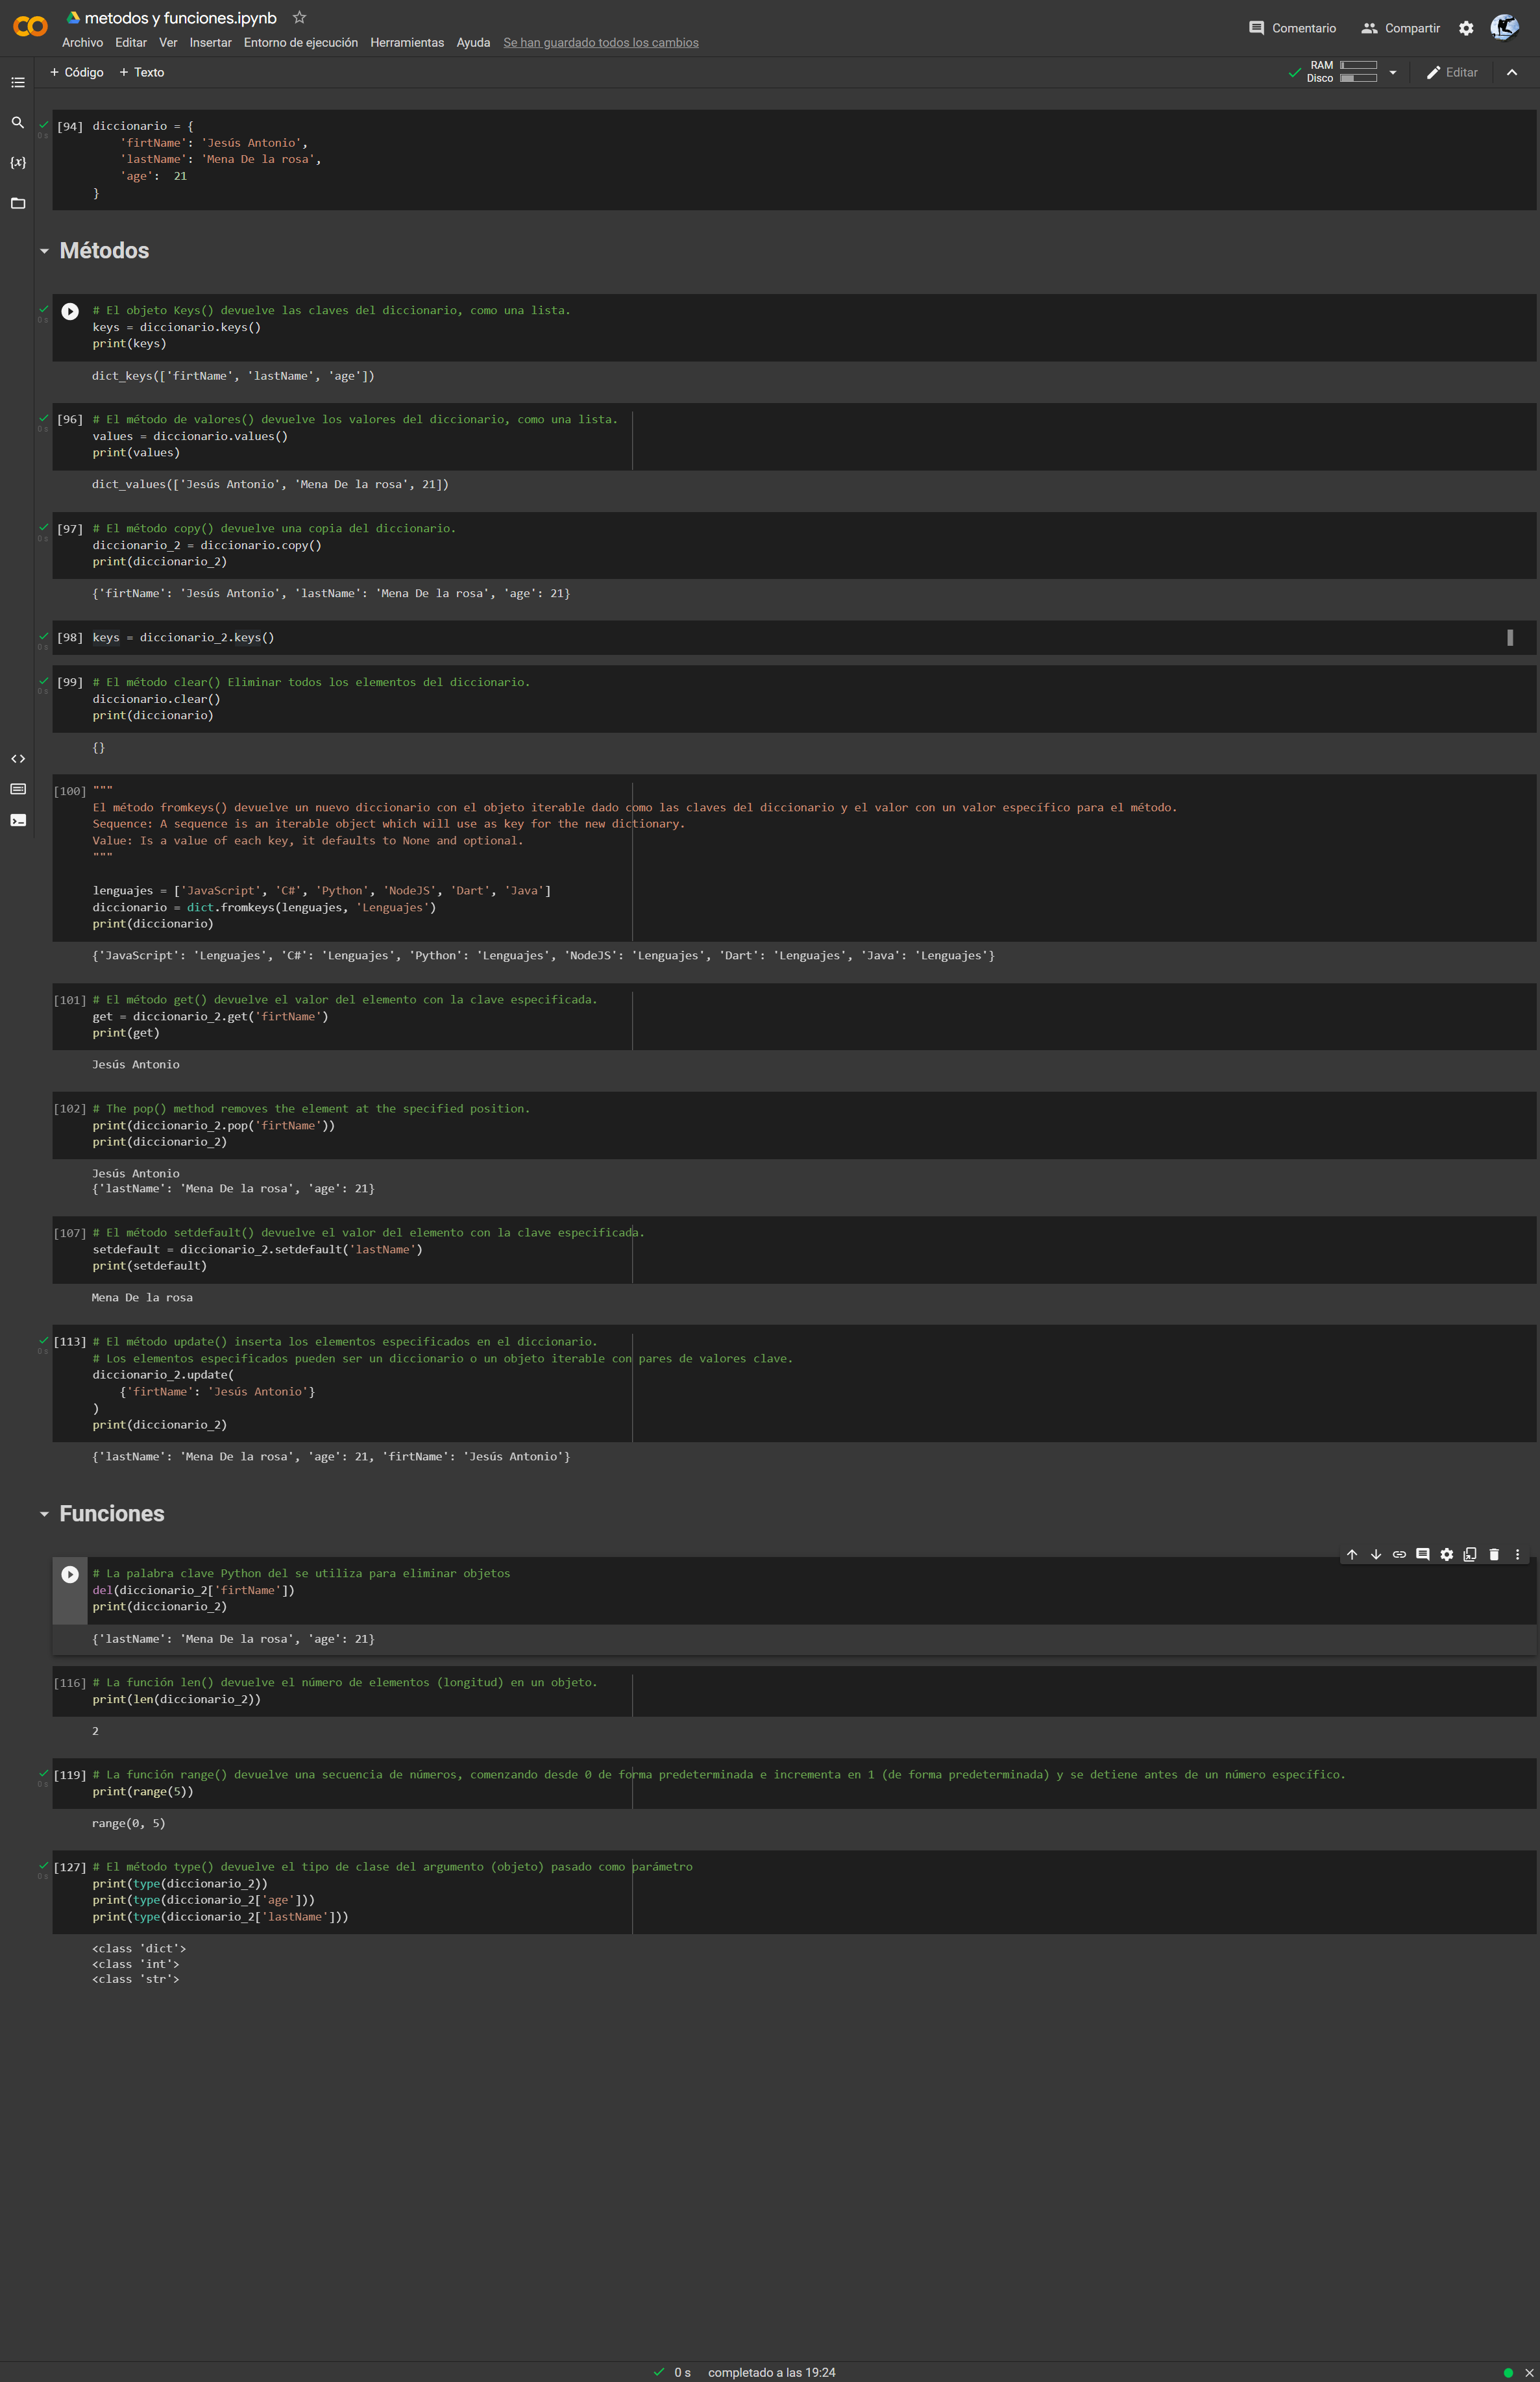 metodos y funciones.ipynb
Comentario
Compartir
Archivo Editar Ver Insertar Entorno de ejecución Herramientas Ayuda Se han guardado todos los cambios
+ Código + Texto
RAM
Disco
Editar
0 s
[94] diccionario = {
    'firtName': 'Jesús Antonio',
    'lastName': 'Mena De la rosa',
    'age':  21
}
{x}
Métodos
0 s
# El objeto Keys() devuelve las claves del diccionario, como una lista.
keys = diccionario.keys()
print(keys)
dict_keys(['firtName', 'lastName', 'age'])
0 s
[96] # El método de valores() devuelve los valores del diccionario, como una lista.
values = diccionario.values()
print(values)
dict_values(['Jesús Antonio', 'Mena De la rosa', 21])
0 s
[97] # El método copy() devuelve una copia del diccionario.
diccionario_2 = diccionario.copy()
print(diccionario_2)
{'firtName': 'Jesús Antonio', 'lastName': 'Mena De la rosa', 'age': 21}
0 s
[98] keys = diccionario_2.keys()
0 s
[99] # El método clear() Eliminar todos los elementos del diccionario.
diccionario.clear()
print(diccionario)
{}
[100] """
El método fromkeys() devuelve un nuevo diccionario con el objeto iterable dado como las claves del diccionario y el valor con un valor específico para el método.
Sequence: A sequence is an iterable object which will use as key for the new dictionary.
Value: Is a value of each key, it defaults to None and optional.
"""
lenguajes = ['JavaScript', 'C#', 'Python', 'NodeJS', 'Dart', 'Java']
diccionario = dict.fromkeys(lenguajes, 'Lenguajes')
print(diccionario)
{'JavaScript': 'Lenguajes', 'C#': 'Lenguajes', 'Python': 'Lenguajes', 'NodeJS': 'Lenguajes', 'Dart': 'Lenguajes', 'Java': 'Lenguajes'}
[101] # El método get() devuelve el valor del elemento con la clave especificada.
get = diccionario_2.get('firtName')
print(get)
Jesús Antonio
[102] # The pop() method removes the element at the specified position.
print(diccionario_2.pop('firtName'))
print(diccionario_2)
Jesús Antonio
{'lastName': 'Mena De la rosa', 'age': 21}
[107] # El método setdefault() devuelve el valor del elemento con la clave especificada.
setdefault = diccionario_2.setdefault('lastName')
print(setdefault)
Mena De la rosa
0 s
[113] # El método update() inserta los elementos especificados en el diccionario.
# Los elementos especificados pueden ser un diccionario o un objeto iterable con pares de valores clave.
diccionario_2.update(
    {'firtName': 'Jesús Antonio'}
)
print(diccionario_2)
{'lastName': 'Mena De la rosa', 'age': 21, 'firtName': 'Jesús Antonio'}
Funciones
# La palabra clave Python del se utiliza para eliminar objetos
del(diccionario_2['firtName'])
print(diccionario_2)
{'lastName': 'Mena De la rosa', 'age': 21}
[116] # La función len() devuelve el número de elementos (longitud) en un objeto.
print(len(diccionario_2))
2
0 s
[119] # La función range() devuelve una secuencia de números, comenzando desde 0 de forma predeterminada e incrementa en 1 (de forma predeterminada) y se detiene antes de un número específico.
print(range(5))
range(0, 5)
0 s
[127] # El método type() devuelve el tipo de clase del argumento (objeto) pasado como parámetro
print(type(diccionario_2))
print(type(diccionario_2['age']))
print(type(diccionario_2['lastName']))
<class 'dict'>
<class 'int'>
<class 'str'>
0 s completado a las 19:24